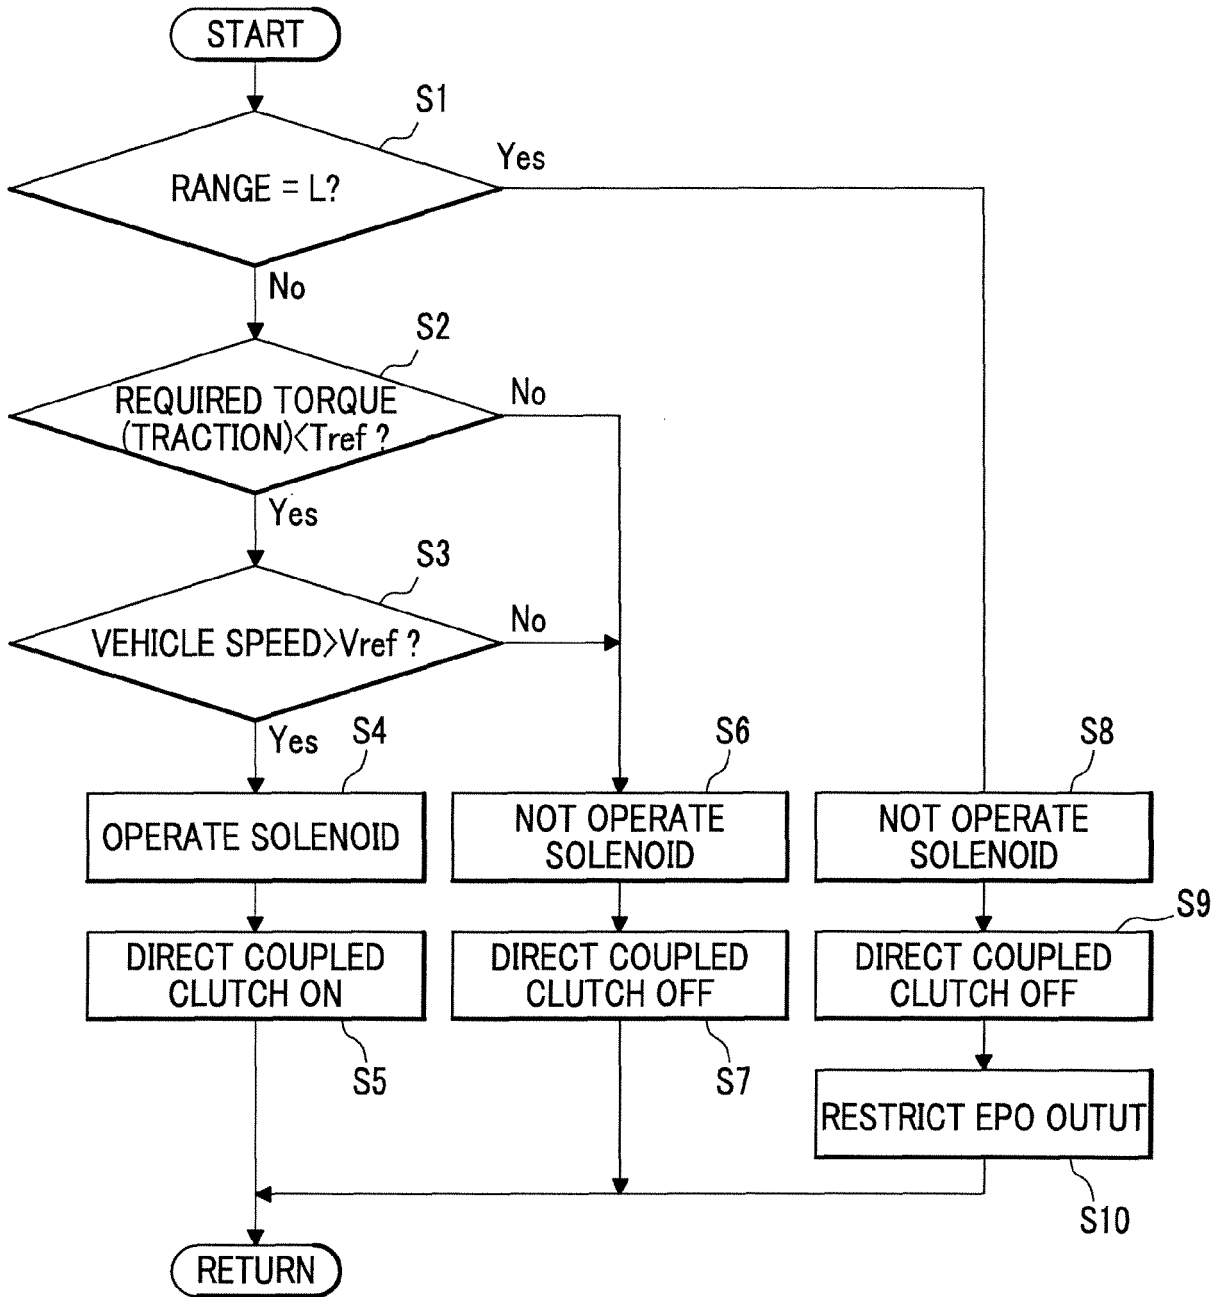 START
S1
RANGE = L?
Yes
No
S2
REQUIRED TORQUE
(TRACTION)<Tref ?
No
Yes
S3
VEHICLE SPEED>Vref ?
No
Yes
S4
OPERATE SOLENOID
S6
NOT OPERATE
SOLENOID
S8
NOT OPERATE
SOLENOID
DIRECT COUPLED
CLUTCH ON
S5
DIRECT COUPLED
CLUTCH OFF
S7
S9
DIRECT COUPLED
CLUTCH OFF
RESTRICT EPO OUTUT
S10
RETURN